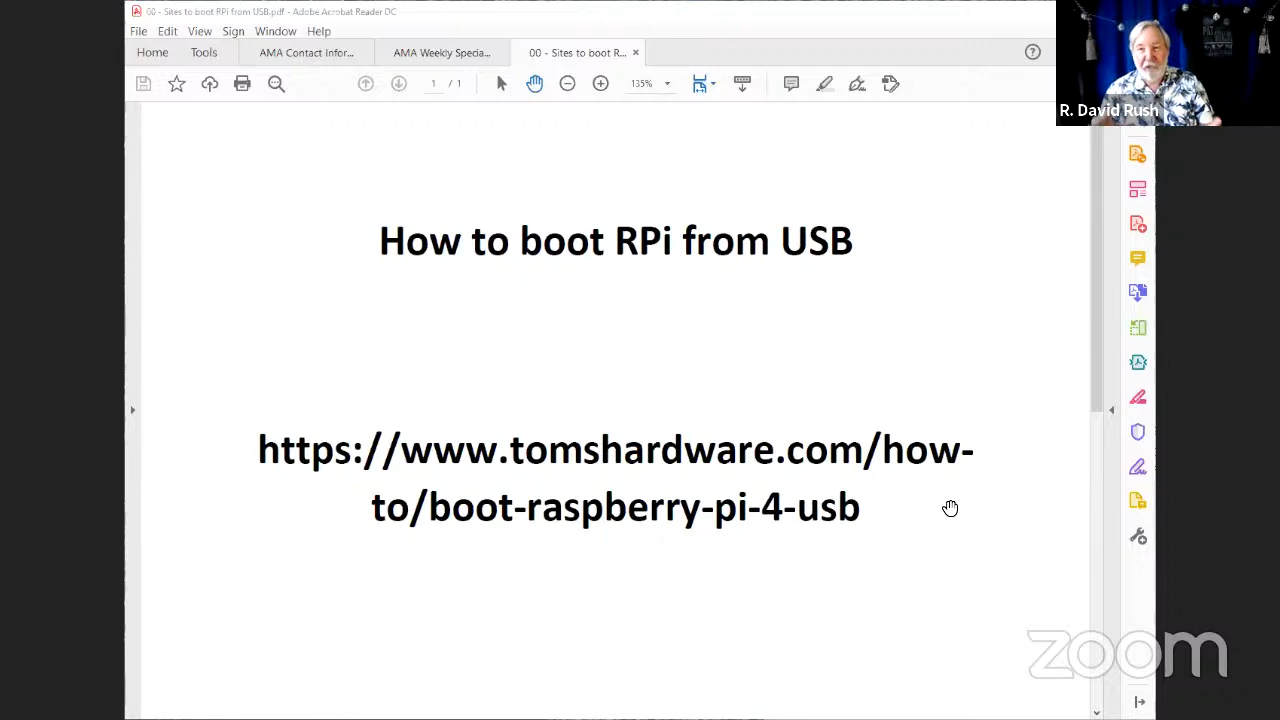 00 - Sites to boot RPi from USB.pdf - Adobe Acrobat Reader DC
File Edit View Sign Window Help
Home Tools AMA Contact Infor... AMA Weekly Specia... 00 - Sites to boot R... ×
1 / 1 135%
R. David Rush
How to boot RPi from USB
https://www.tomshardware.com/how-
to/boot-raspberry-pi-4-usb
zoom